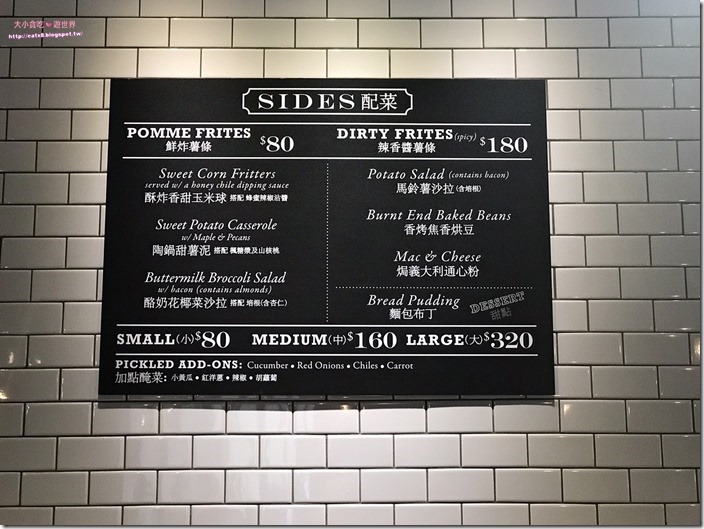 大小貪吃❤遊世界
http://eatx8.blogspot.tw/
SIDES 配菜
POMME FRITES $80
鮮炸薯條
DIRTY FRITES (spicy) $180
辣香醬薯條
Sweet Corn Fritters
served w/ a honey chile dipping sauce
酥炸香甜玉米球 搭配 蜂蜜辣椒沾醬
Sweet Potato Casserole
w/ Maple & Pecans
陶鍋甜薯泥 搭配 楓糖漿及山核桃
Buttermilk Broccoli Salad
w/ bacon (contains almonds)
酪奶花椰菜沙拉 搭配 培根(含杏仁)
Potato Salad (contains bacon)
馬鈴薯沙拉(含培根)
Burnt End Baked Beans
香烤焦香烘豆
Mac & Cheese
焗義大利通心粉
Bread Pudding
麵包布丁
DESSERT
甜點
SMALL(小)$80 MEDIUM(中)$160 LARGE(大)$320
PICKLED ADD-ONS: Cucumber • Red Onions • Chiles • Carrot
加點醃菜: 小黃瓜 • 紅洋蔥 • 辣椒 • 胡蘿蔔